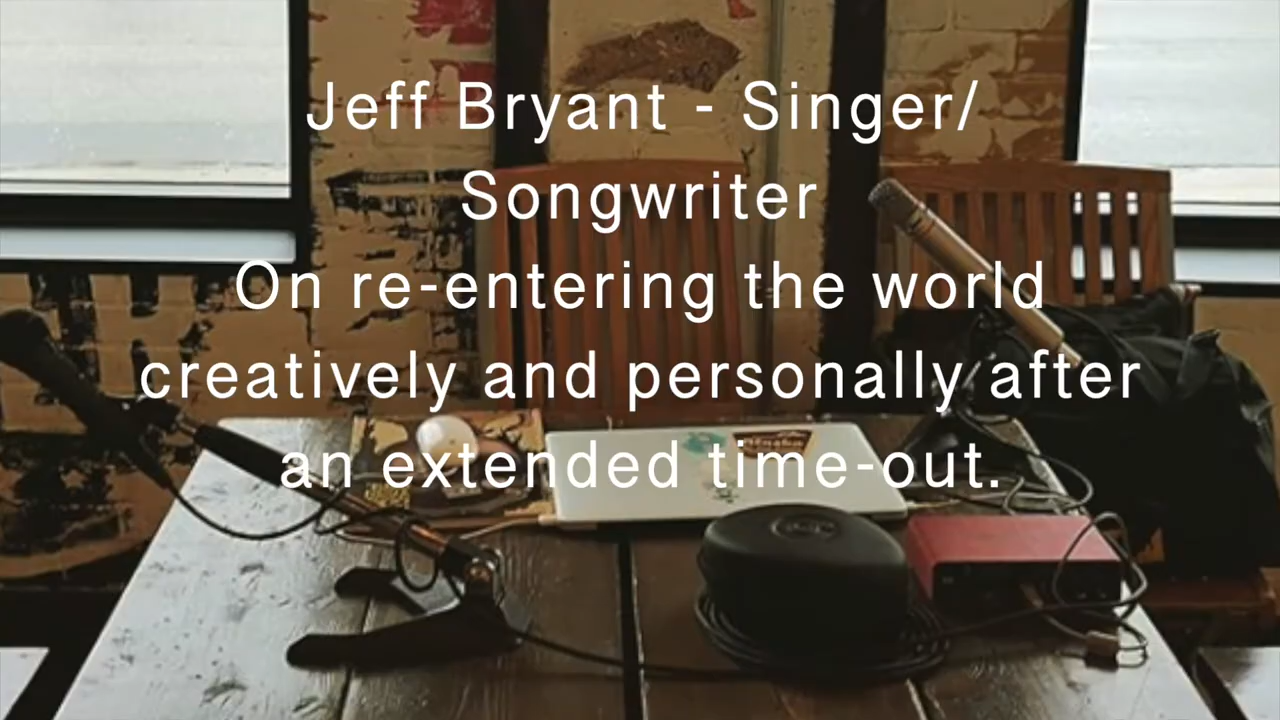 Jeff Bryant - Singer/
Songwriter
On re-entering the world
creatively and personally after
an extended time-out.